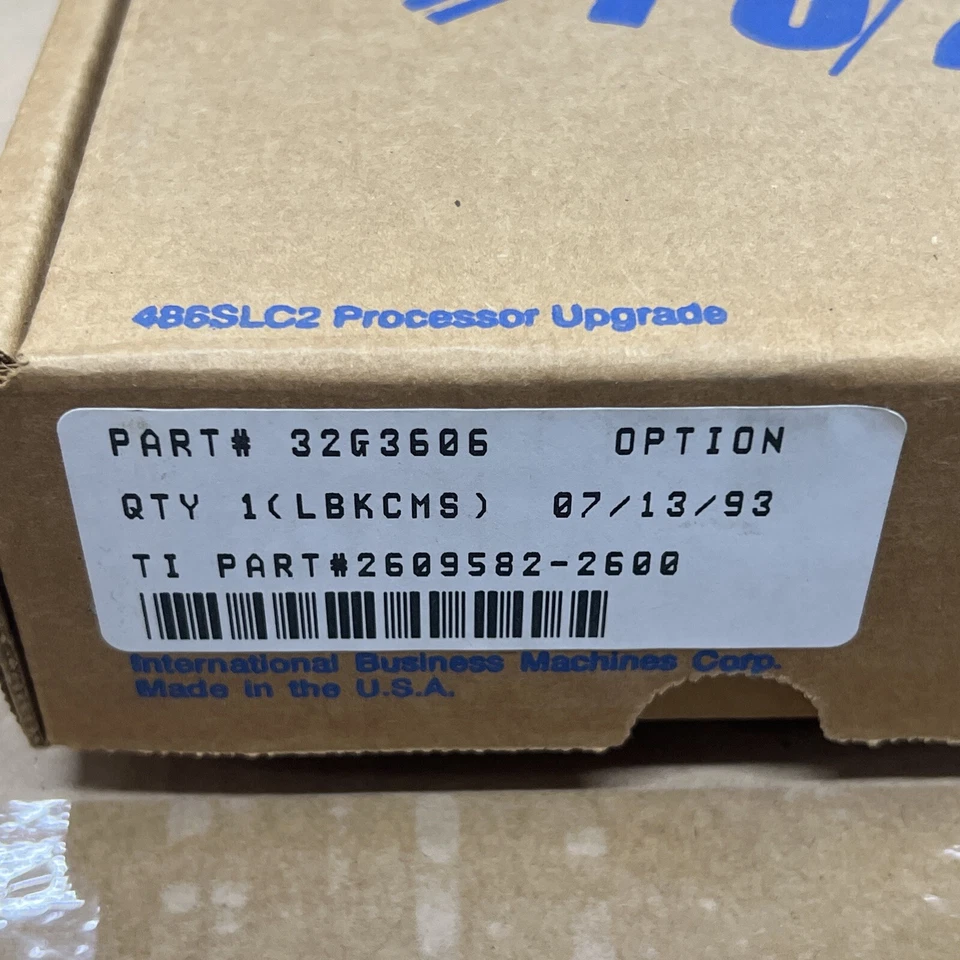 486SLC2 Processor Upgrade
PART# 32G3606 OPTION
QTY 1(LBKCMS) 07/13/93
TI PART#2609582-2600
International Business Machines Corp.
Made in the U.S.A.